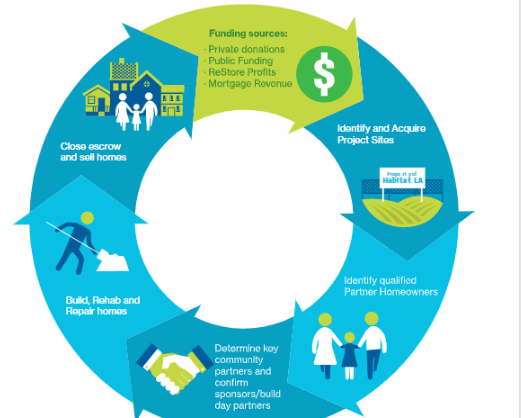 Funding sources:
· Private donations
· Public Funding
· ReStore Profits
· Mortgage Revenue
$
Identify and Acquire
Project Sites
Property of
Habitat LA
Identify qualified
Partner Homeowners
Determine key
community
partners and
confirm
sponsors/build
day partners
Build, Rehab and
Repair homes
Close escrow
and sell homes